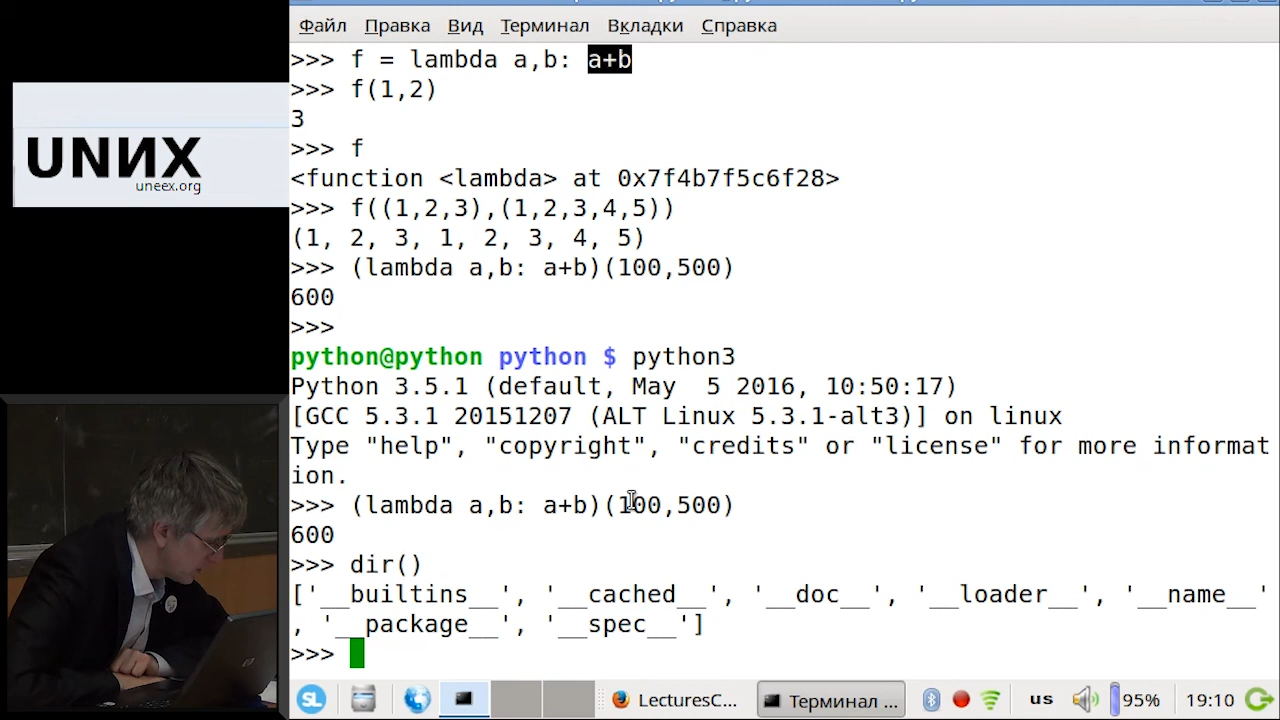 Файл Правка Вид Терминал Вкладки Справка
>>> f = lambda a,b: a+b
>>> f(1,2)
3
>>> f
<function <lambda> at 0x7f4b7f5c6f28>
>>> f((1,2,3),(1,2,3,4,5))
(1, 2, 3, 1, 2, 3, 4, 5)
>>> (lambda a,b: a+b)(100,500)
600
>>>
python@python python $ python3
Python 3.5.1 (default, May  5 2016, 10:50:17)
[GCC 5.3.1 20151207 (ALT Linux 5.3.1-alt3)] on linux
Type "help", "copyright", "credits" or "license" for more informat
ion.
>>> (lambda a,b: a+b)(100,500)
600
>>> dir()
['__builtins__', '__cached__', '__doc__', '__loader__', '__name__'
, '__package__', '__spec__']
>>>
UNИX
uneex.org
SL LecturesC... Терминал ... us 95% 19:10